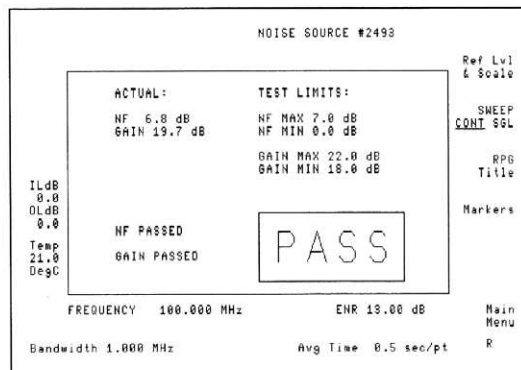 NOISE SOURCE #2493
Ref Lvl
& Scale
SWEEP
CONT SGL
RPG
Title
Markers
Main
Menu
R
ACTUAL:
NF 6.8 dB
GAIN 19.7 dB
TEST LIMITS:
NF MAX 7.0 dB
NF MIN 0.0 dB
GAIN MAX 22.0 dB
GAIN MIN 18.0 dB
ILdB
0.0
OLdB
0.0
Temp
21.0
DegC
NF PASSED
GAIN PASSED
PASS
FREQUENCY 100.000 MHz
ENR 13.00 dB
Bandwidth 1.000 MHz
Avg Time 0.5 sec/pt